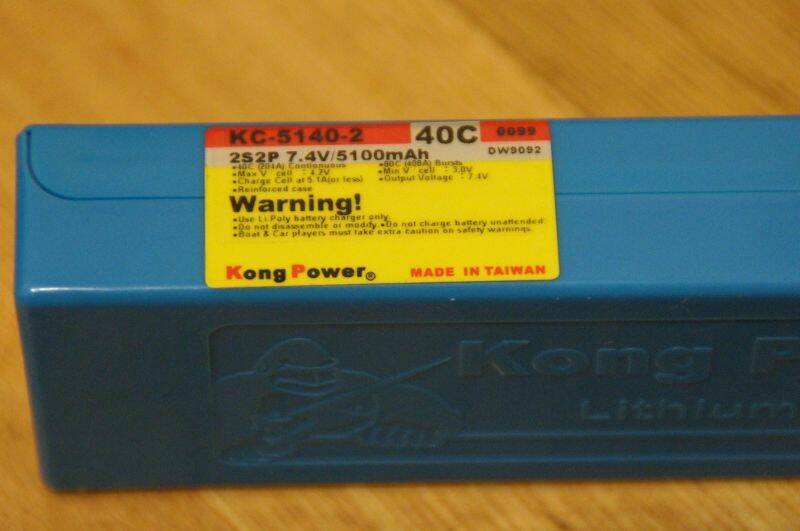 KC-5140-2 40C 0099
2S2P 7.4V/5100mAh DW9092
•40C (204A) Continuous •80C (408A) Bursts
•Max V cell : 4.2V •Min V cell : 3.0V
•Charge Cell at 5.1A(or less) •Output Voltage : 7.4V
•Reinforced case
Warning!
•Use Li.Poly battery charger only.
•Do not disassemble or modify.•Do not charge battery unattended
•Boat & Car players must take extra caution on safety warnings.
Kong Power® MADE IN TAIWAN
Kong P
Lithium